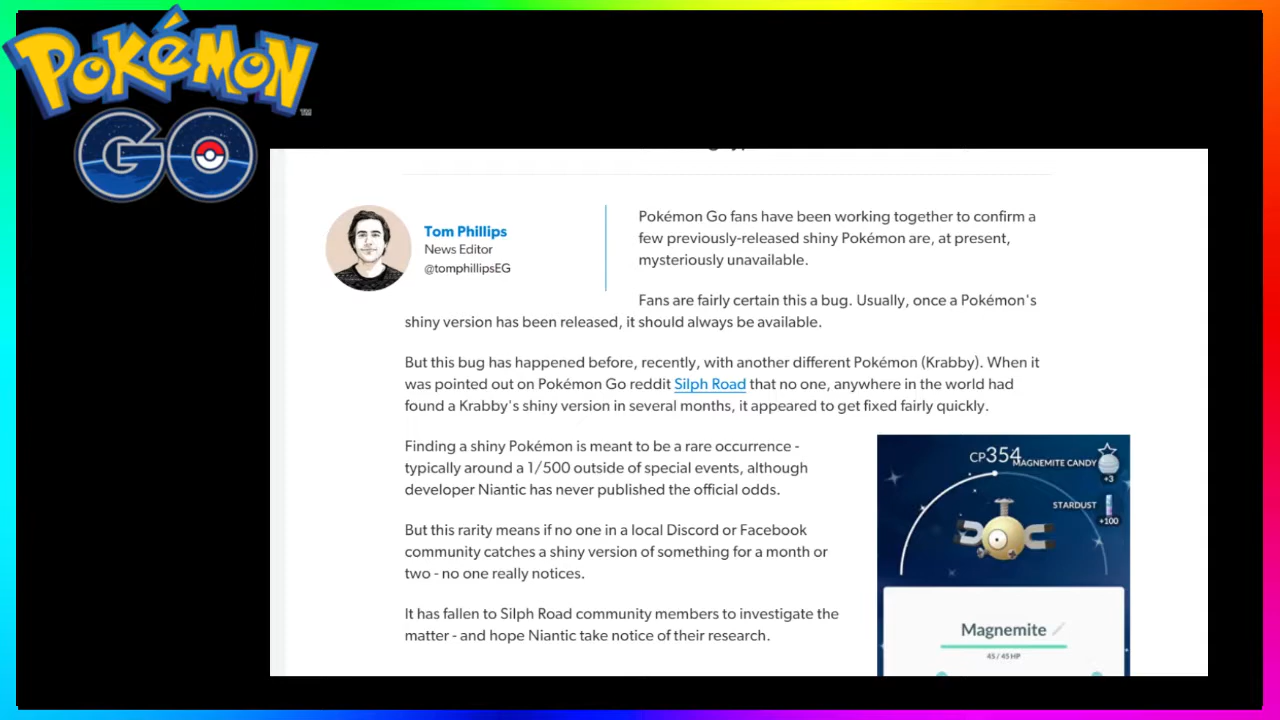 POKéMON
™
GO
Tom Phillips
News Editor
@tomphillipsEG
Pokémon Go fans have been working together to confirm a
few previously-released shiny Pokémon are, at present,
mysteriously unavailable.
Fans are fairly certain this a bug. Usually, once a Pokémon's
shiny version has been released, it should always be available.
But this bug has happened before, recently, with another different Pokémon (Krabby). When it
was pointed out on Pokémon Go reddit Silph Road that no one, anywhere in the world had
found a Krabby's shiny version in several months, it appeared to get fixed fairly quickly.
Finding a shiny Pokémon is meant to be a rare occurrence -
typically around a 1/500 outside of special events, although
developer Niantic has never published the official odds.
But this rarity means if no one in a local Discord or Facebook
community catches a shiny version of something for a month or
two - no one really notices.
It has fallen to Silph Road community members to investigate the
matter - and hope Niantic take notice of their research.
CP354
MAGNEMITE CANDY
+3
STARDUST
+100
Magnemite
45 / 45 HP